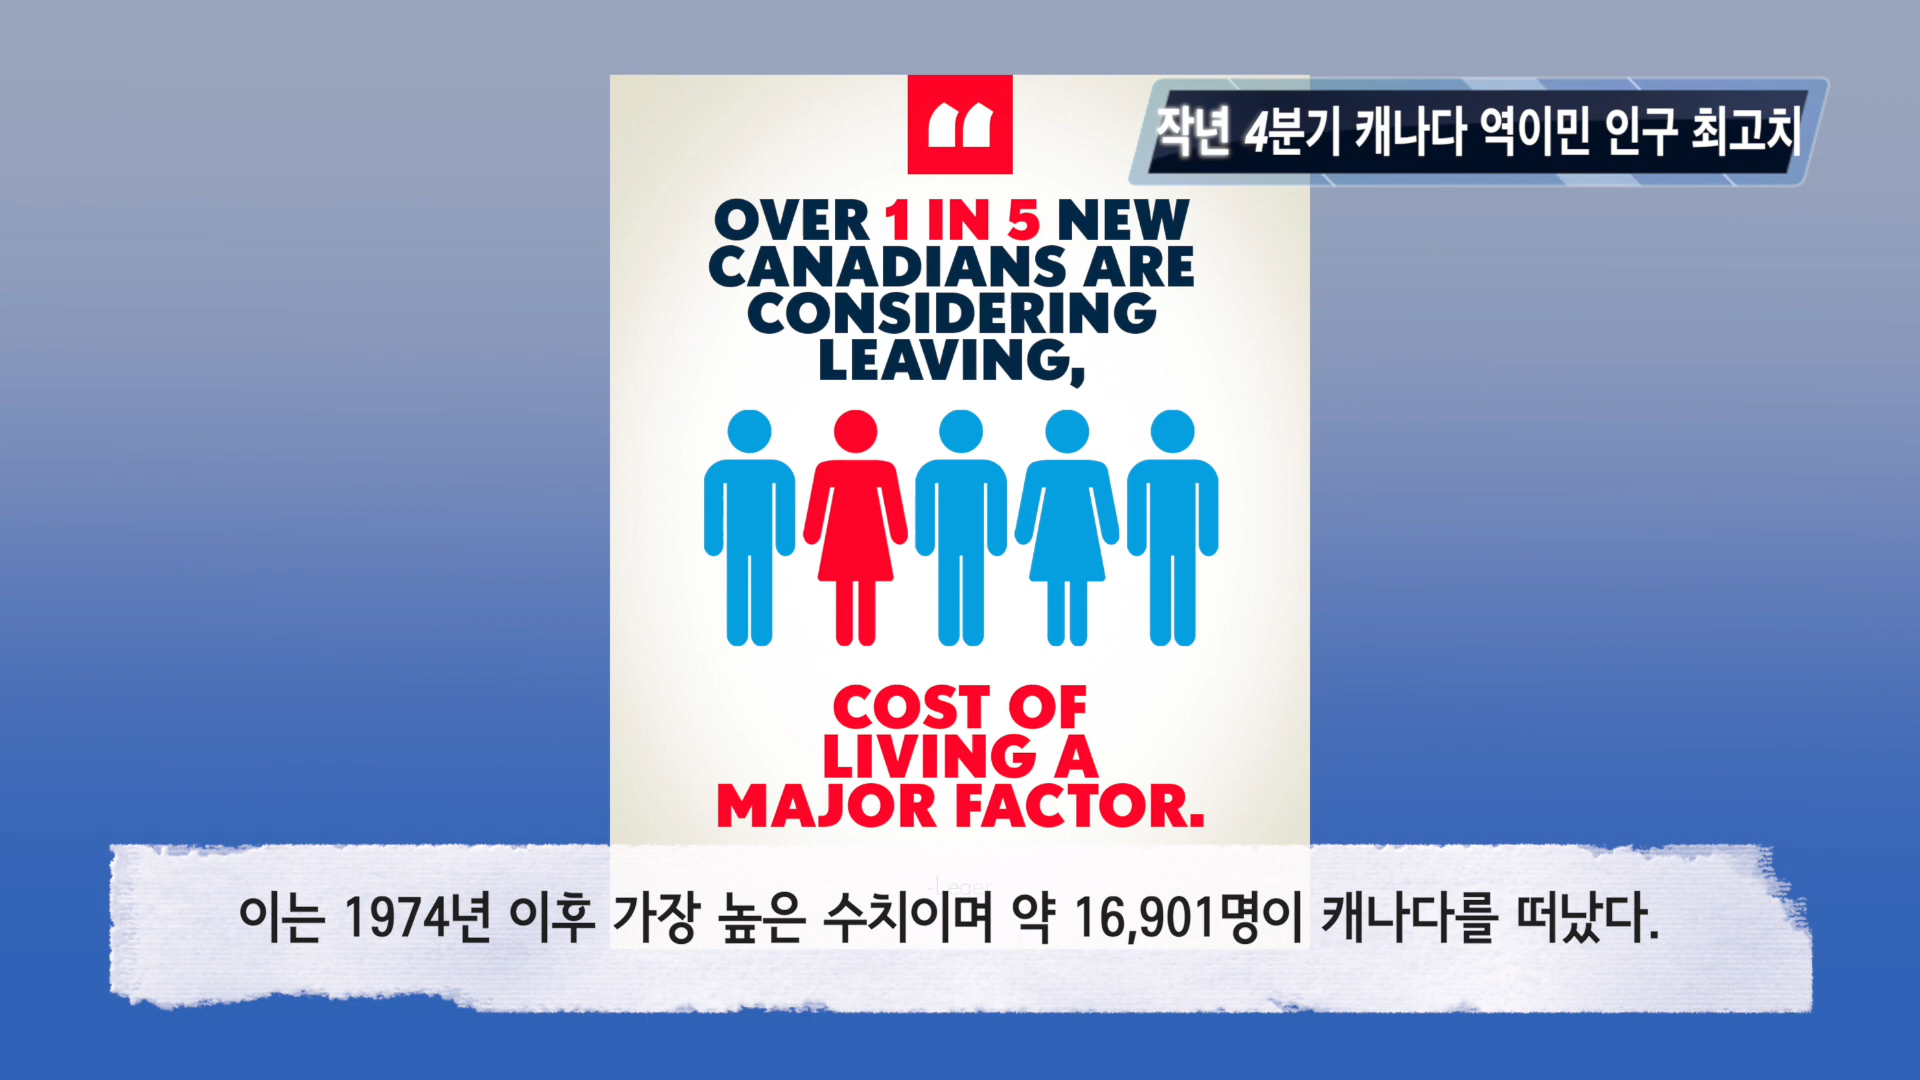 작년 4분기 캐나다 역이민 인구 최고치
OVER 1 IN 5 NEW
CANADIANS ARE
CONSIDERING
LEAVING,
COST OF
LIVING A
MAJOR FACTOR.
-Leger
이는 1974년 이후 가장 높은 수치이며 약 16,901명이 캐나다를 떠났다.